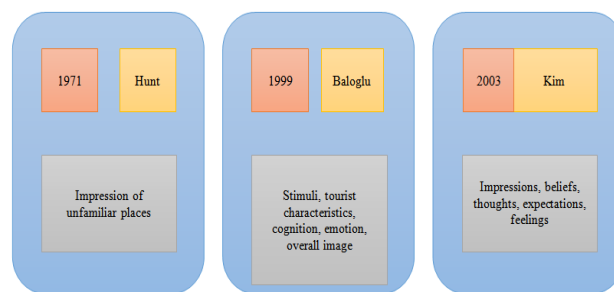 1971
Hunt
Impression of
unfamiliar places
1999
Baloglu
Stimuli, tourist
characteristics,
cognition, emotion,
overall image
2003
Kim
Impressions, beliefs,
thoughts, expectations,
feelings